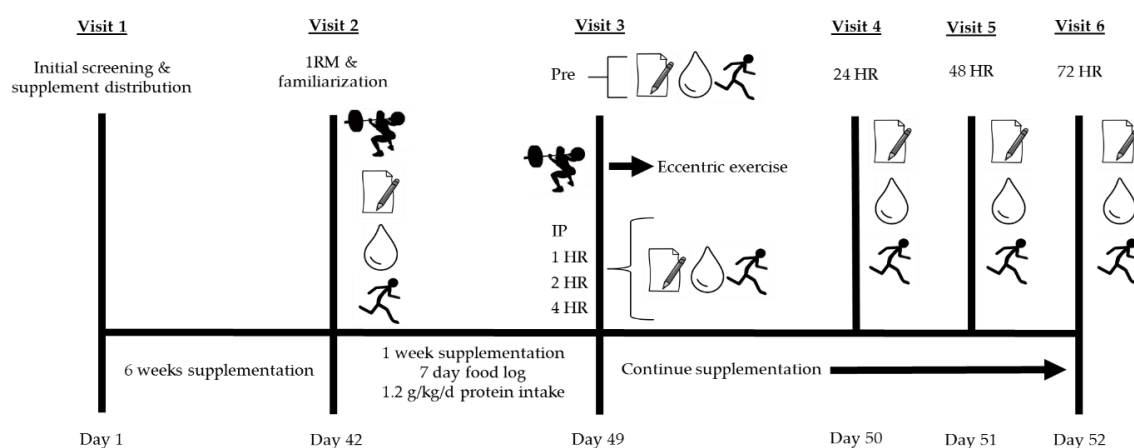 Visit 1
Visit 2
Visit 3
Visit 4
Visit 5
Visit 6
Initial screening &
supplement distribution
1RM &
familiarization
Pre
24 HR
48 HR
72 HR
Eccentric exercise
IP
1 HR
2 HR
4 HR
6 weeks supplementation
1 week supplementation
7 day food log
1.2 g/kg/d protein intake
Continue supplementation
Day 1
Day 42
Day 49
Day 50
Day 51
Day 52